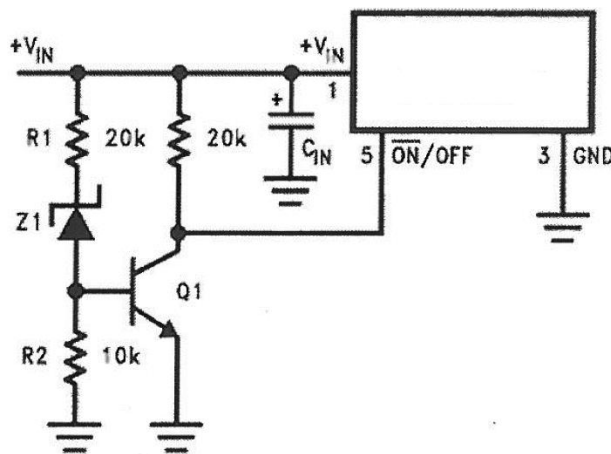 +VIN
+VIN
1
R1
20k
20k
+
CIN
5
ON/OFF
3
GND
Z1
Q1
R2
10k